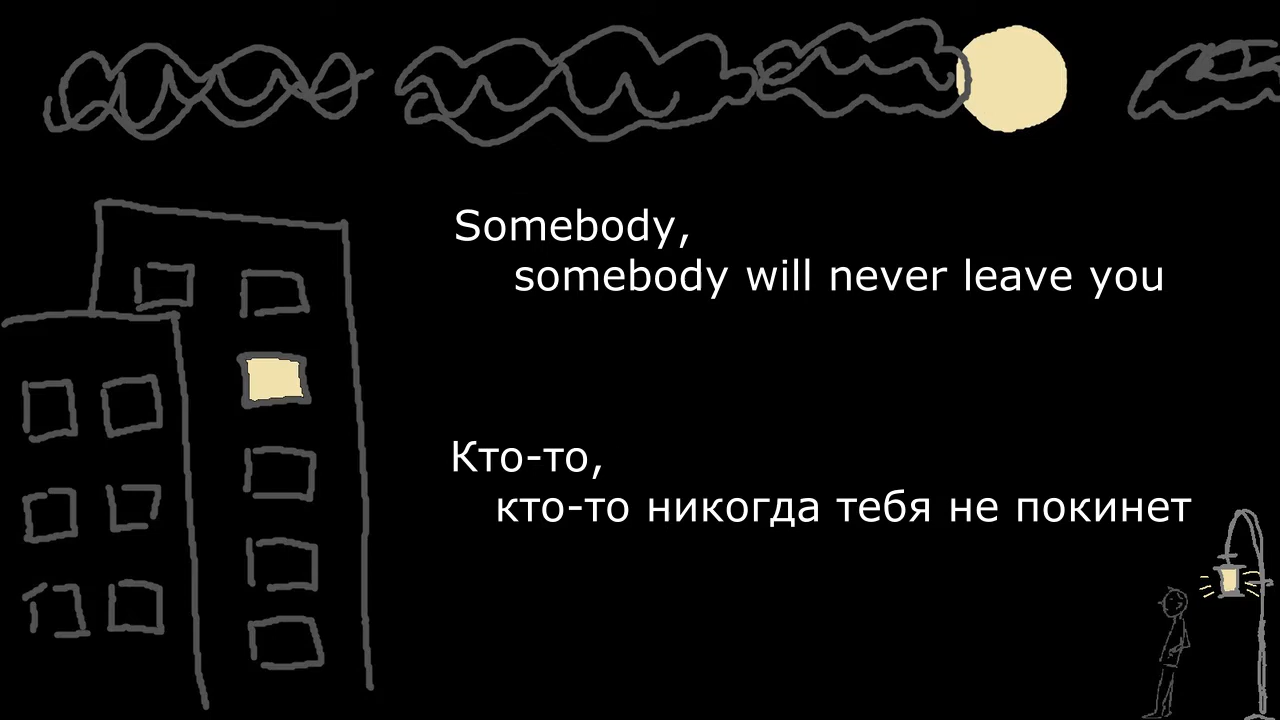 Somebody,
somebody will never leave you
Кто-то,
кто-то никогда тебя не покинет